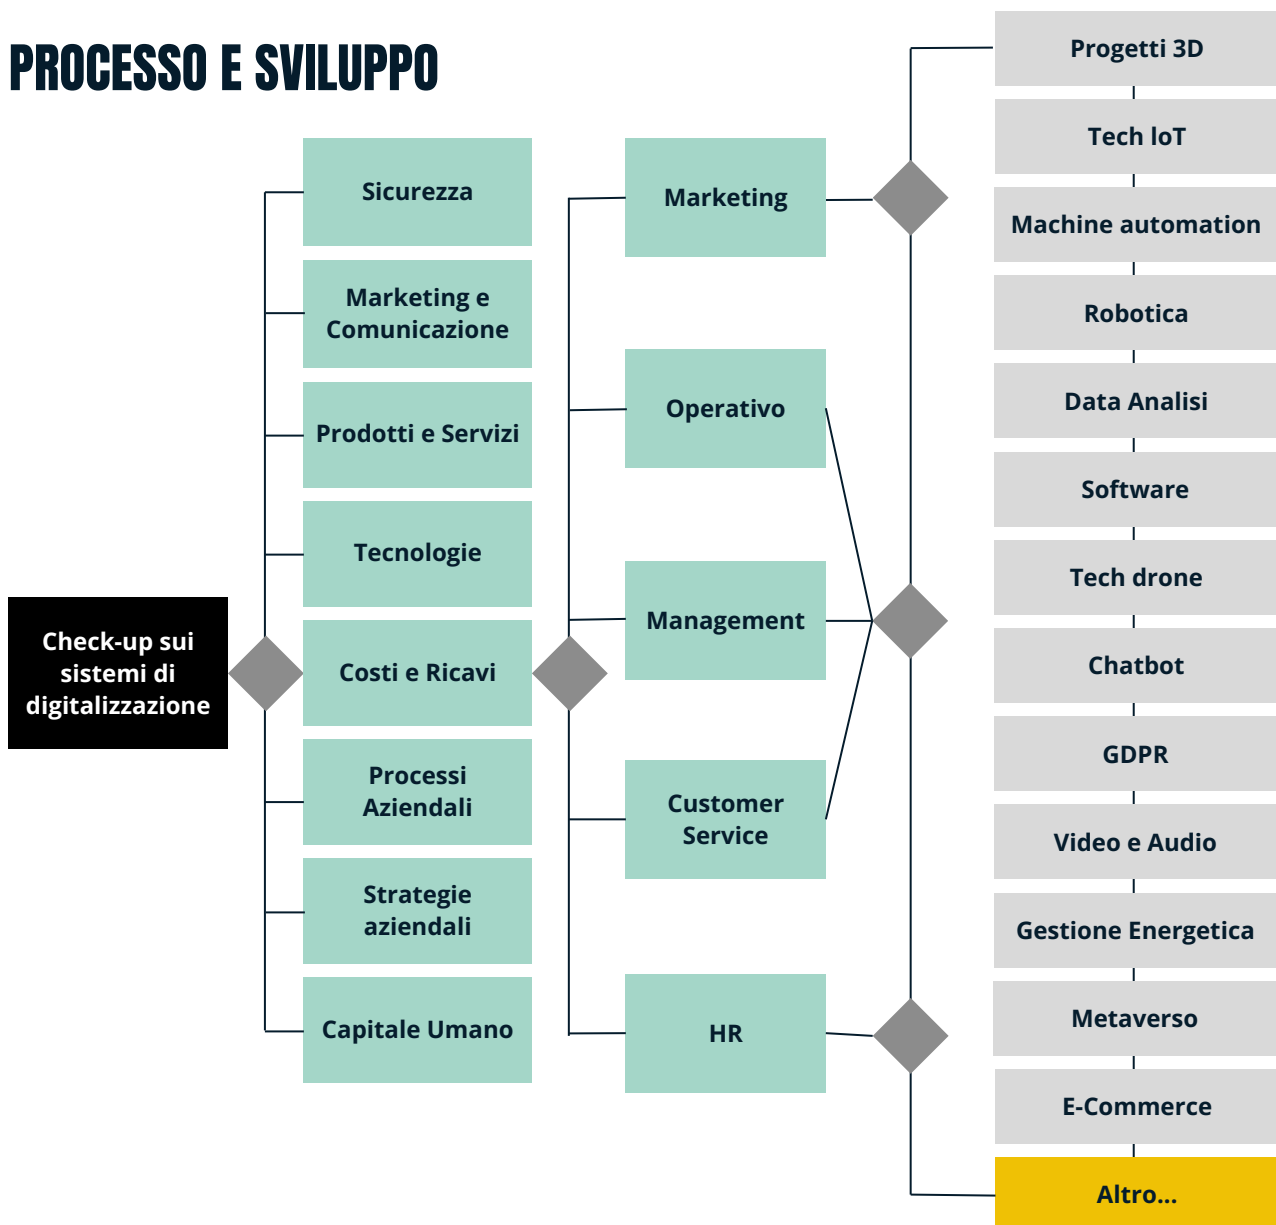 PROCESSO E SVILUPPO
Check-up sui
sistemi di
digitalizzazione
Sicurezza
Marketing e
Comunicazione
Prodotti e Servizi
Tecnologie
Costi e Ricavi
Processi
Aziendali
Strategie
aziendali
Capitale Umano
Marketing
Operativo
Management
Customer
Service
HR
Progetti 3D
Tech loT
Machine automation
Robotica
Data Analisi
Software
Tech drone
Chatbot
GDPR
Video e Audio
Gestione Energetica
Metaverso
E-Commerce
Altro...